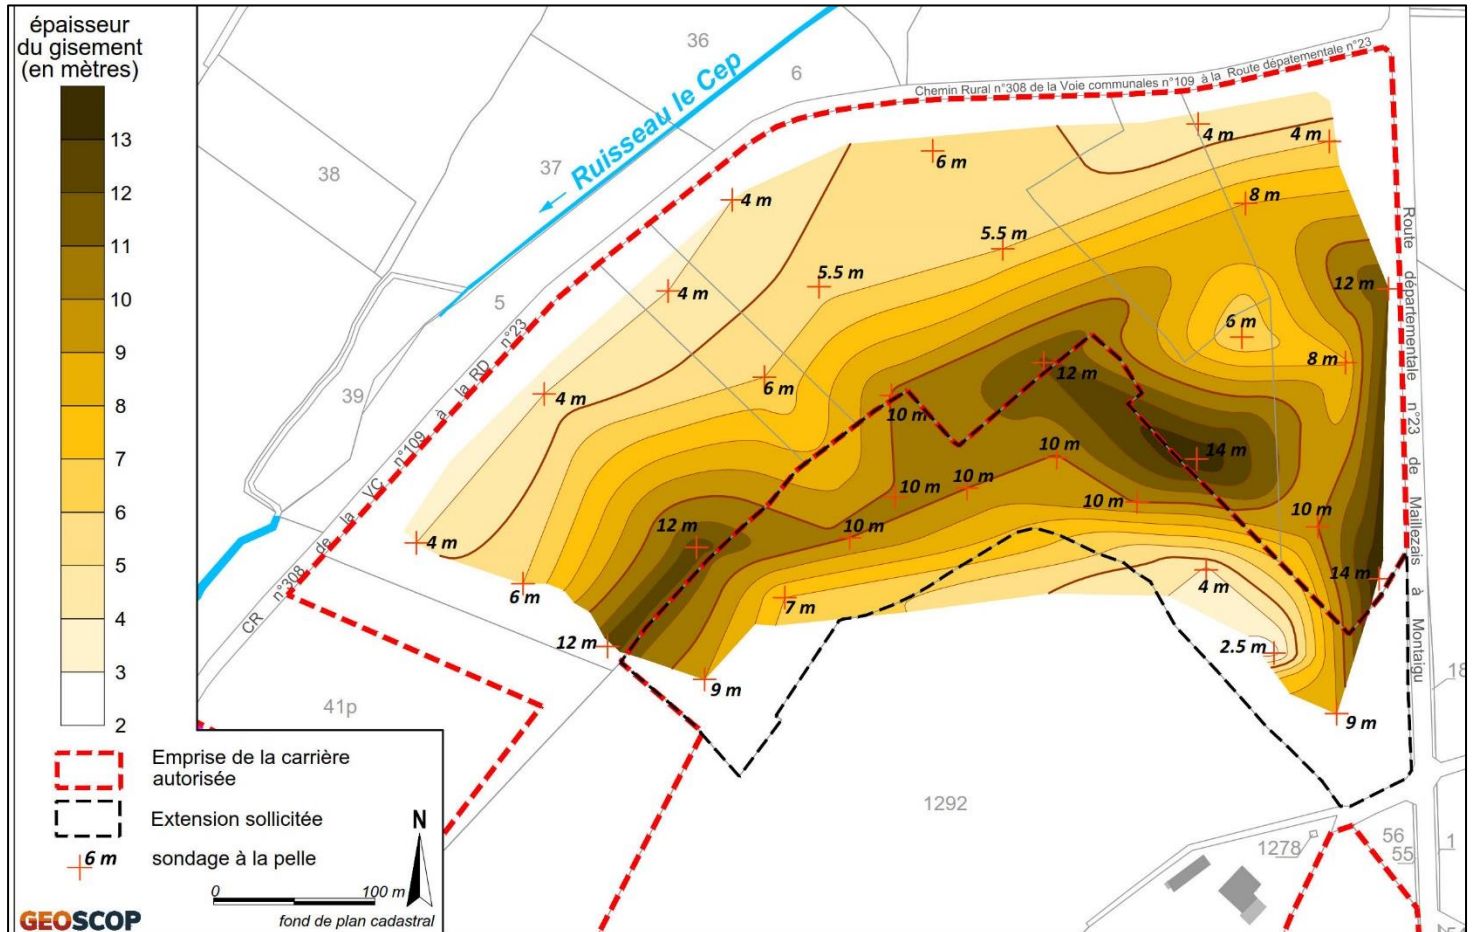 épaisseur
du gisement
(en mètres)
13
12
11
10
9
8
7
6
5
4
3
2
Emprise de la carrière
autorisée
Extension sollicitée
6 m
sondage à la pelle
N
0
100 m
fond de plan cadastral
GEOSCOP
36
6
37
38
5
39
41p
1292
1278
56
55
1
18
Ruisseau le Cep
Chemin Rural n°308 de la Voie communales n°109 à la Route dépatementale n°23
CR n°308 de la VC n°109 à la RD n°23
Route départementale n°23 de Maillezais à Montaigu
4 m
4 m
6 m
4 m
8 m
5.5 m
5.5 m
4 m
12 m
6 m
8 m
12 m
6 m
4 m
10 m
14 m
10 m
10 m
10 m
10 m
10 m
10 m
12 m
4 m
6 m
7 m
4 m
14 m
12 m
9 m
2.5 m
9 m